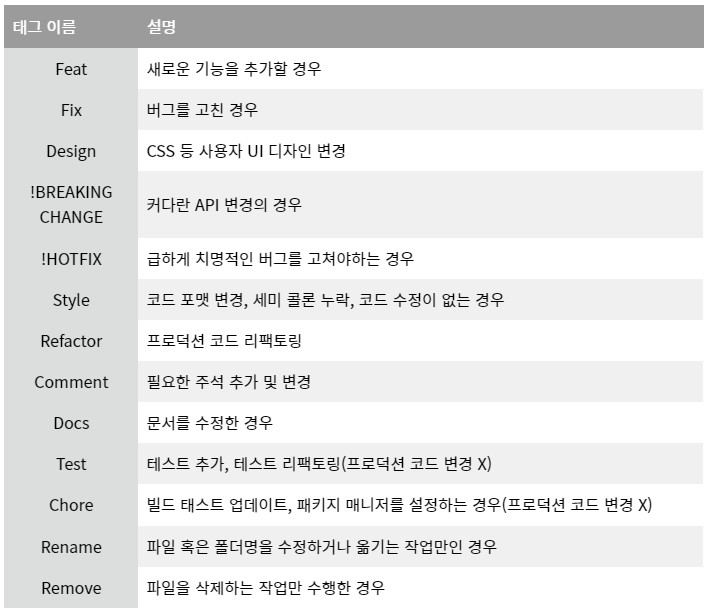 태그 이름 설명
Feat 새로운 기능을 추가할 경우
Fix 버그를 고친 경우
Design CSS 등 사용자 UI 디자인 변경
!BREAKING
CHANGE 커다란 API 변경의 경우
!HOTFIX 급하게 치명적인 버그를 고쳐야하는 경우
Style 코드 포맷 변경, 세미 콜론 누락, 코드 수정이 없는 경우
Refactor 프로덕션 코드 리팩토링
Comment 필요한 주석 추가 및 변경
Docs 문서를 수정한 경우
Test 테스트 추가, 테스트 리팩토링(프로덕션 코드 변경 X)
Chore 빌드 태스트 업데이트, 패키지 매니저를 설정하는 경우(프로덕션 코드 변경 X)
Rename 파일 혹은 폴더명을 수정하거나 옮기는 작업만인 경우
Remove 파일을 삭제하는 작업만 수행한 경우